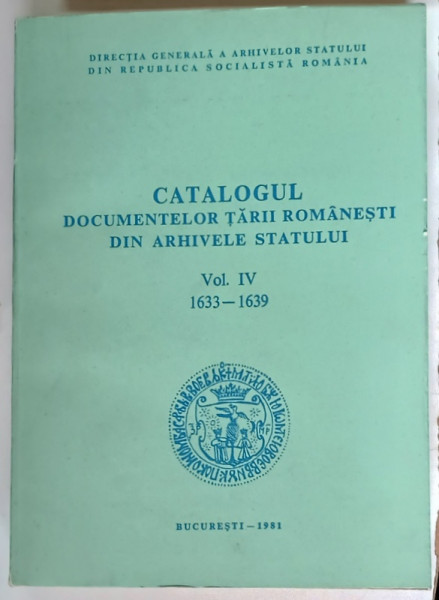 DIRECȚIA GENERALĂ A ARHIVELOR STATULUI
DIN REPUBLICA SOCIALISTĂ ROMÂNIA
CATALOGUL
DOCUMENTELOR ȚĂRII ROMÂNEȘTI
DIN ARHIVELE STATULUI
Vol. IV
1633—1639
BUCUREȘTI—1981